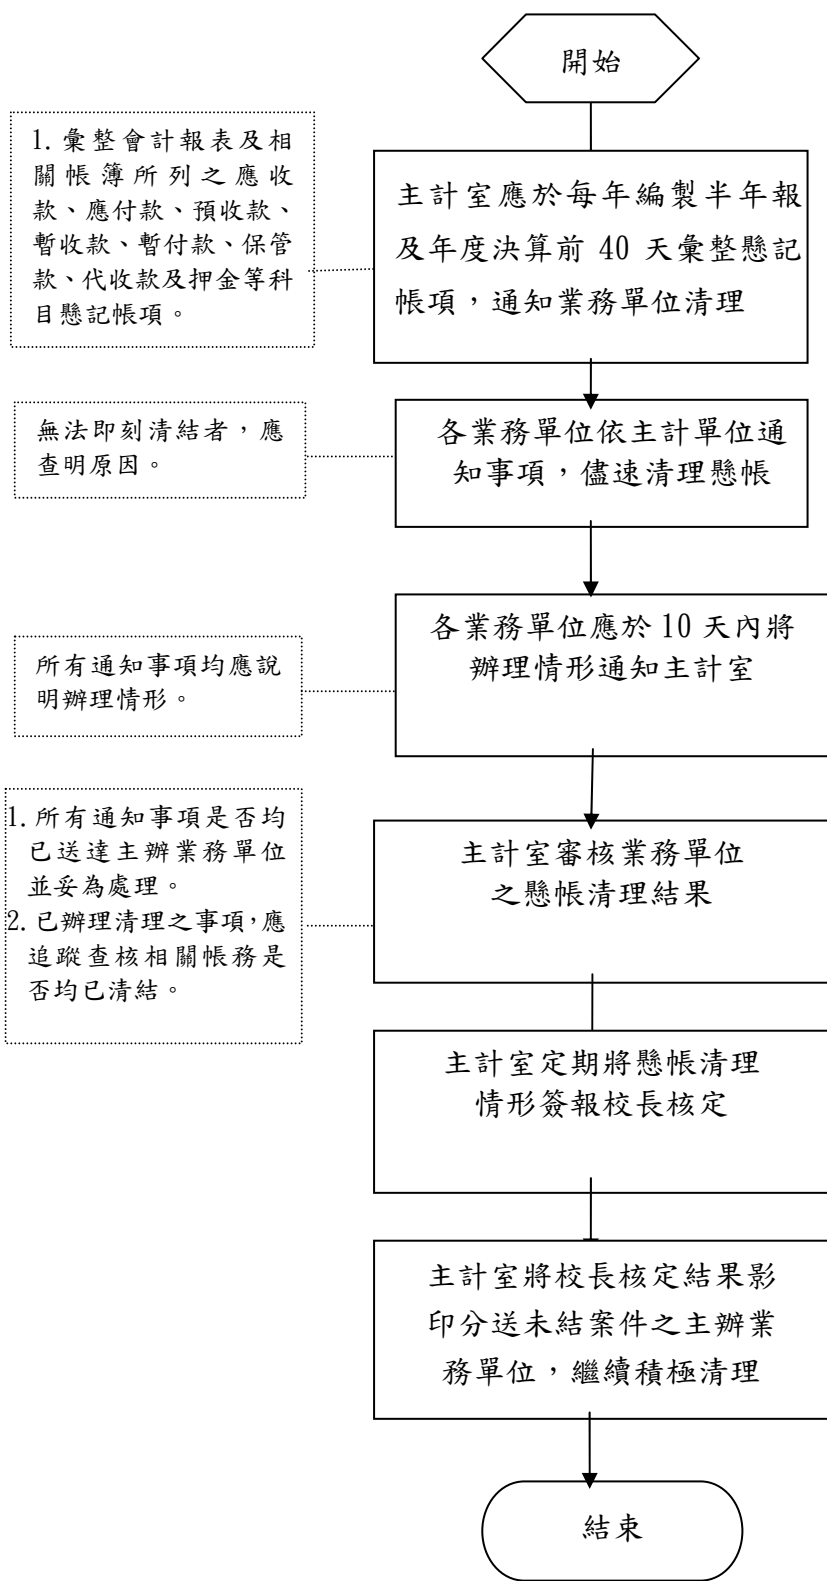 開始
1. 彙整會計報表及相
關帳簿所列之應收
款、應付款、預收款、
暫收款、暫付款、保管
款、代收款及押金等科
目懸記帳項。
主計室應於每年編製半年報
及年度決算前 40 天彙整懸記
帳項，通知業務單位清理
無法即刻清結者，應
查明原因。
各業務單位依主計單位通
知事項，儘速清理懸帳
所有通知事項均應說
明辦理情形。
各業務單位應於 10 天內將
辦理情形通知主計室
1. 所有通知事項是否均
已送達主辦業務單位
並妥為處理。
2. 已辦理清理之事項，應
追蹤查核相關帳務是
否均已清結。
主計室審核業務單位
之懸帳清理結果
主計室定期將懸帳清理
情形簽報校長核定
主計室將校長核定結果影
印分送未結案件之主辦業
務單位，繼續積極清理
結束